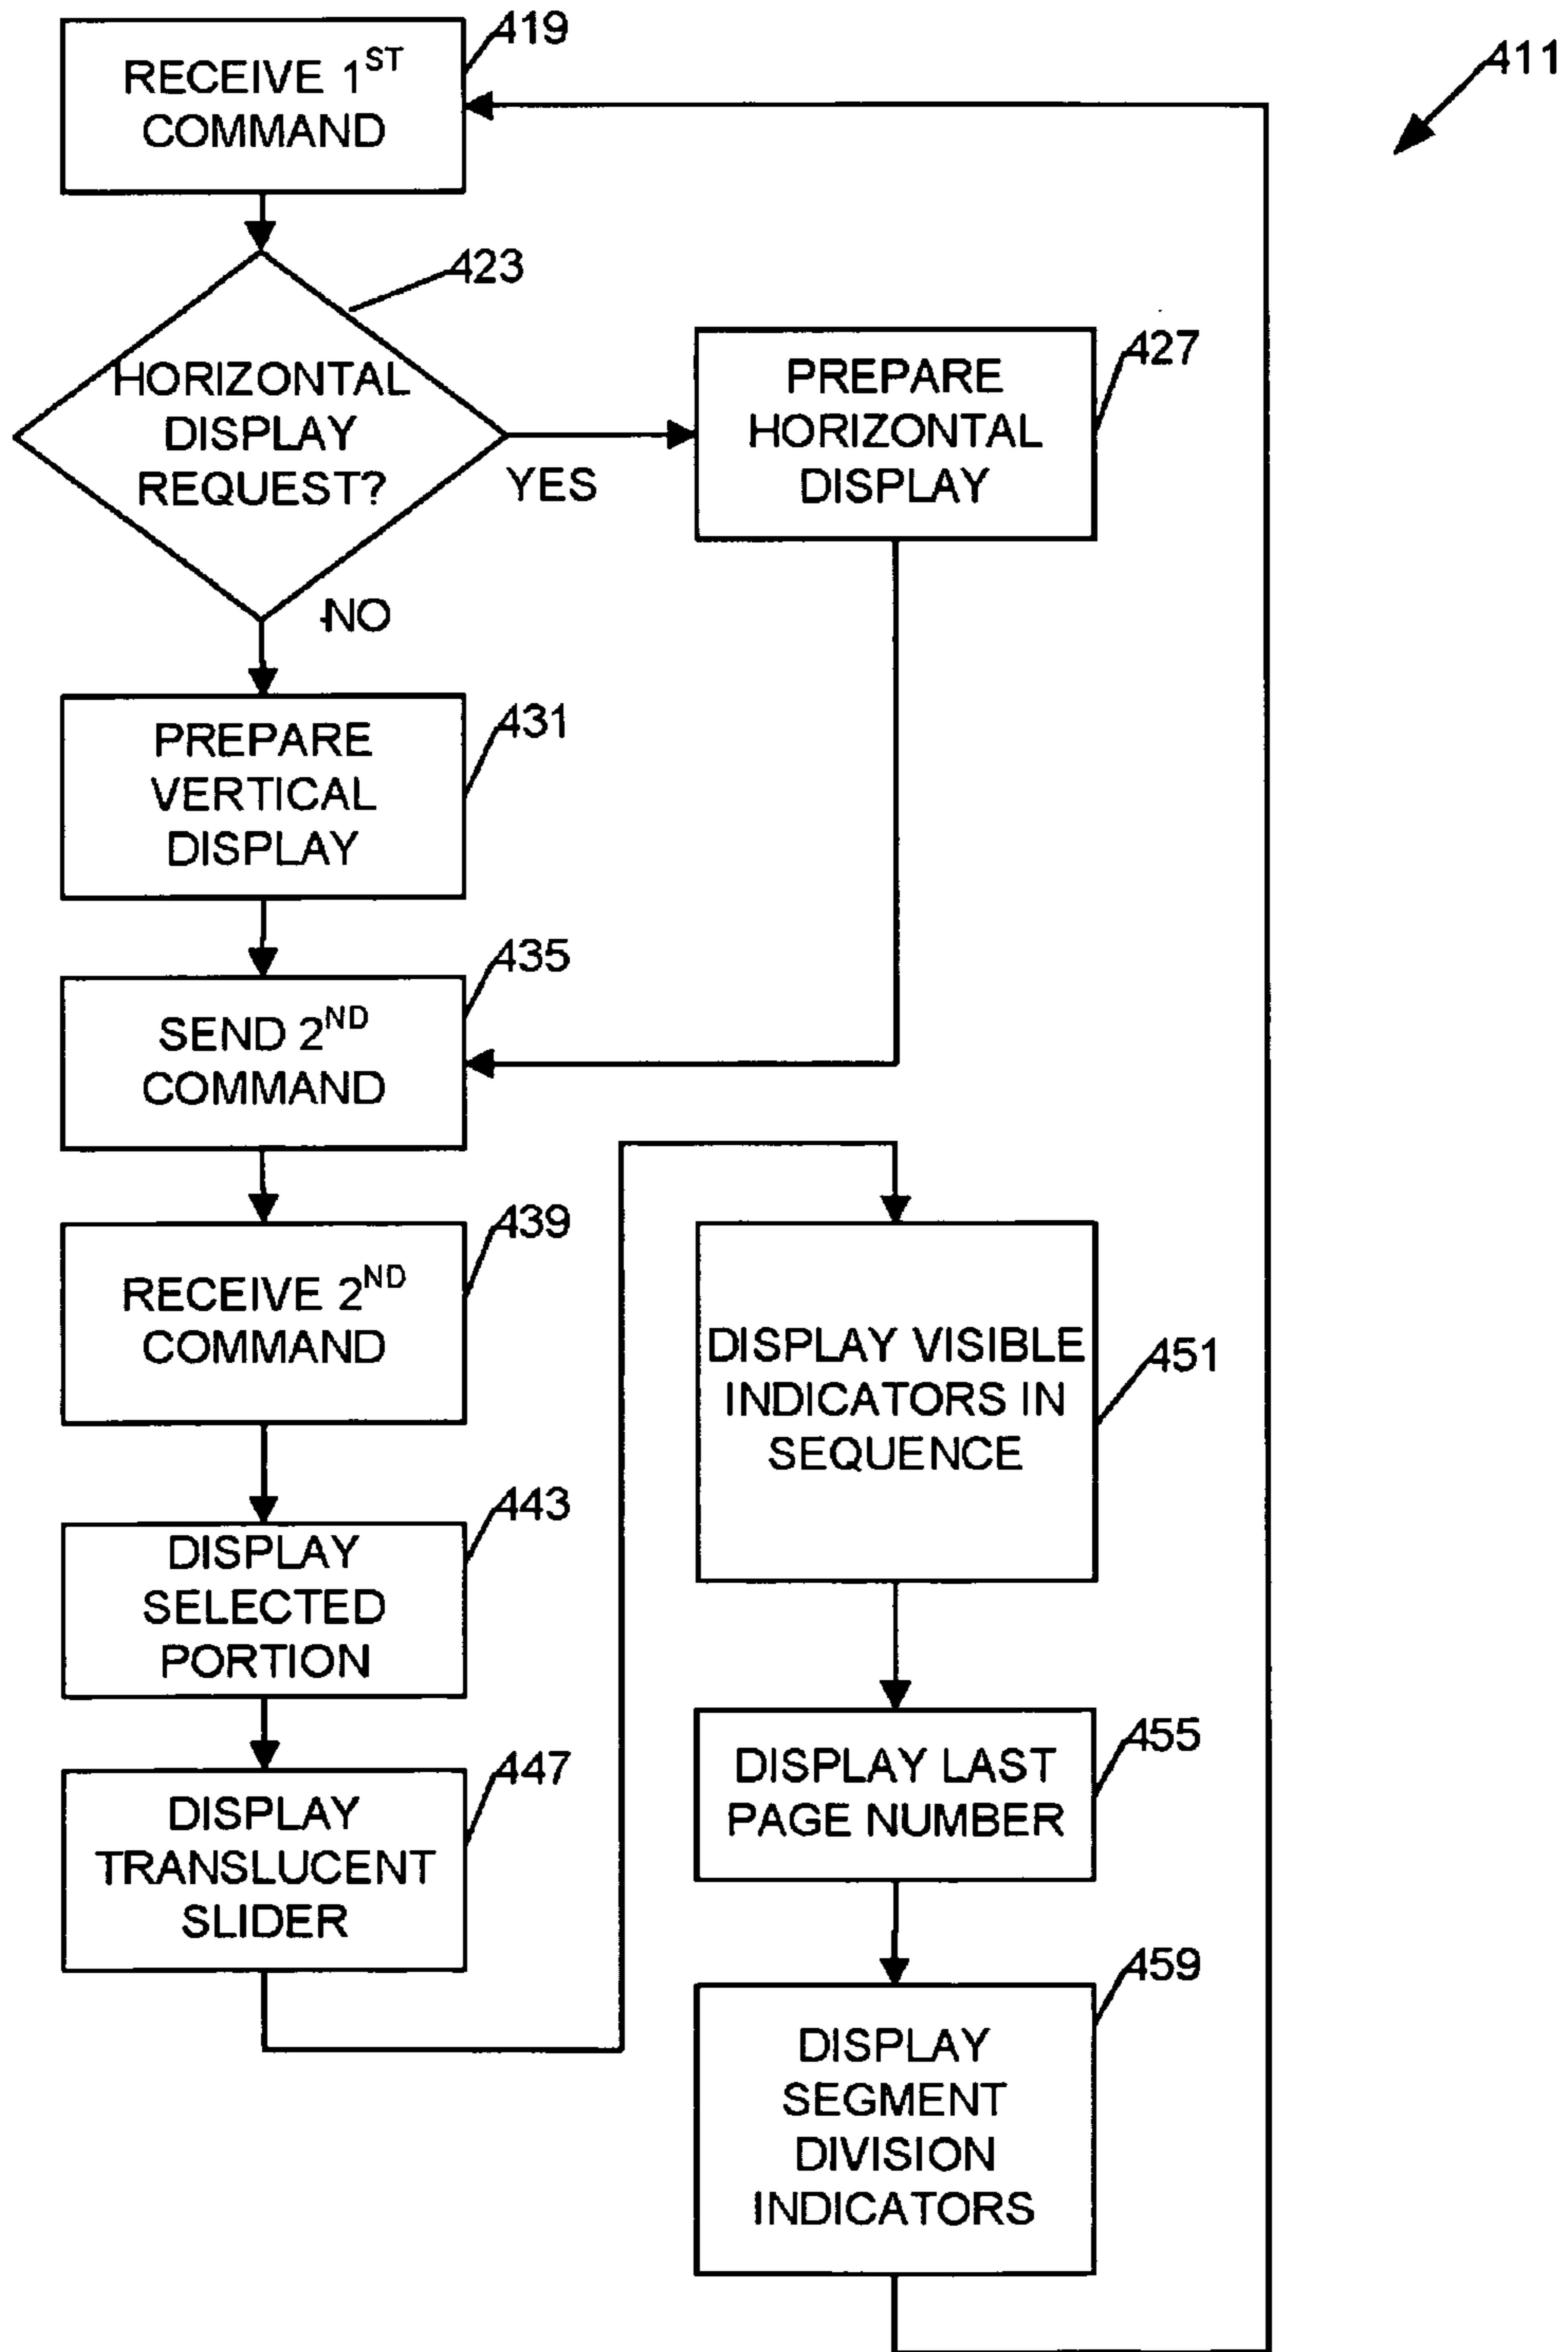 419
RECEIVE 1ST
COMMAND
411
423
HORIZONTAL
DISPLAY
REQUEST?
YES
NO
PREPARE
HORIZONTAL
DISPLAY
427
431
PREPARE
VERTICAL
DISPLAY
435
SEND 2ND
COMMAND
439
RECEIVE 2ND
COMMAND
443
DISPLAY
SELECTED
PORTION
447
DISPLAY
TRANSLUCENT
SLIDER
DISPLAY VISIBLE
INDICATORS IN
SEQUENCE
451
DISPLAY LAST
PAGE NUMBER
455
459
DISPLAY
SEGMENT
DIVISION
INDICATORS